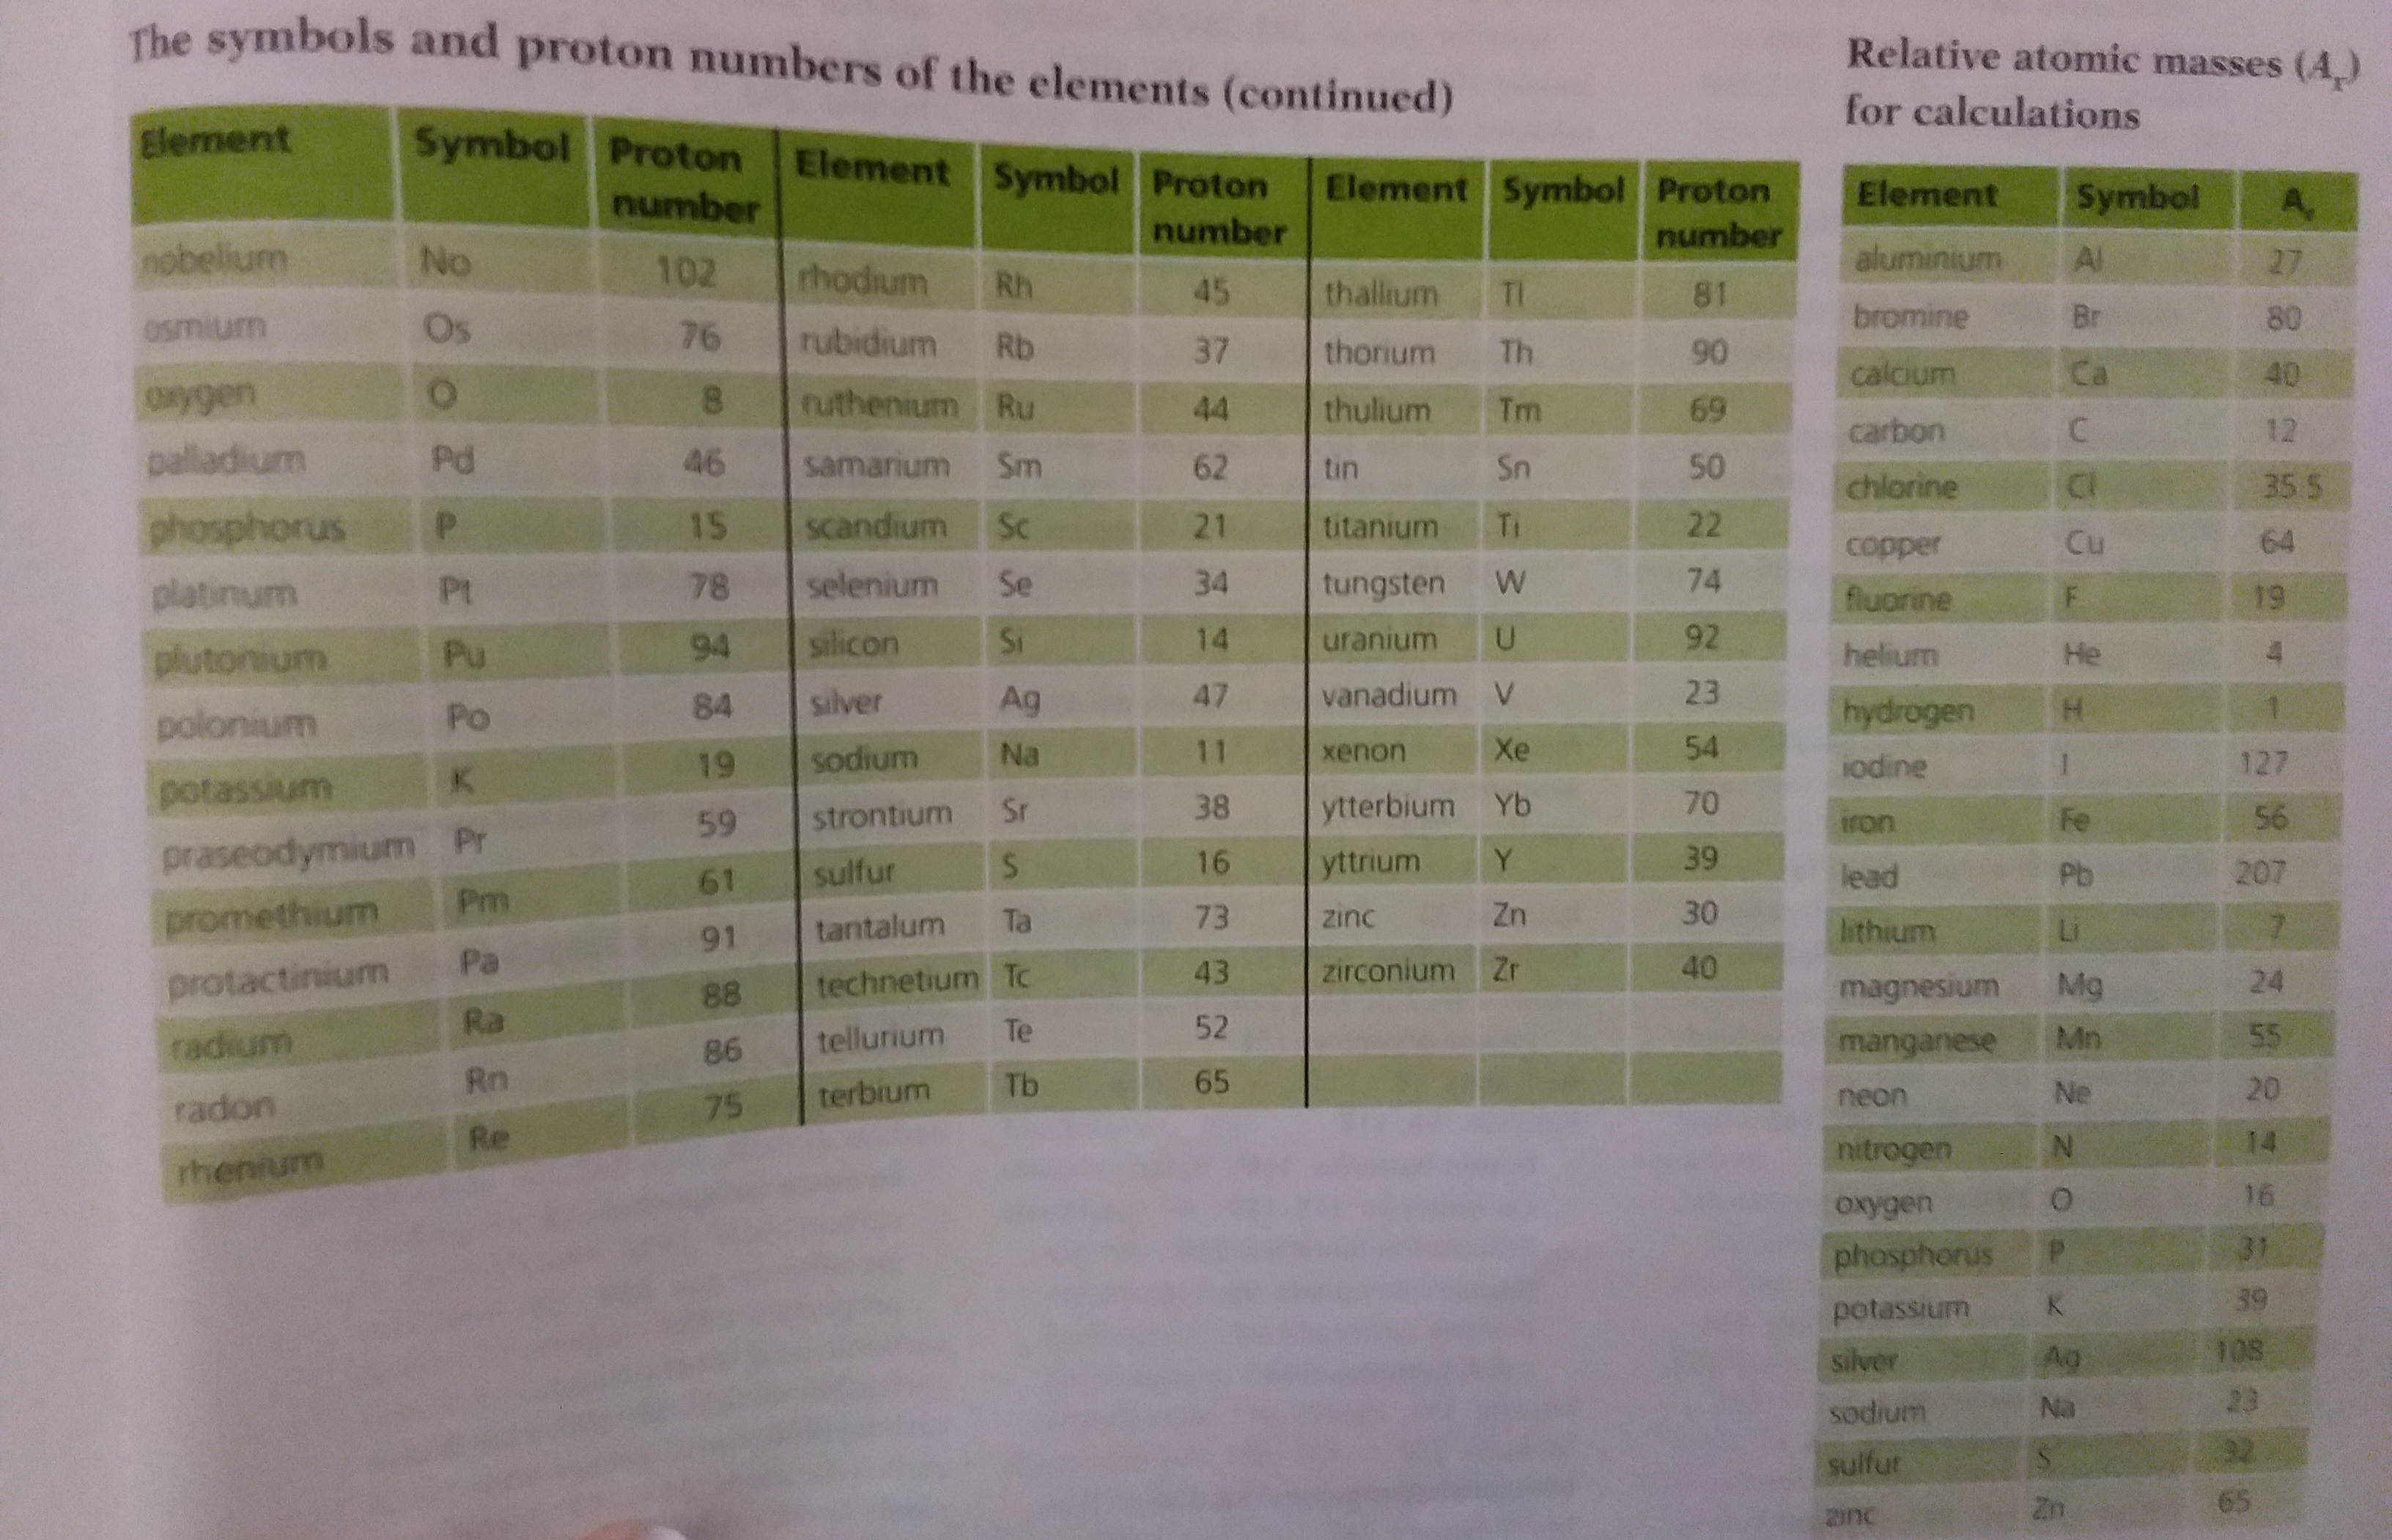 The symbols and proton numbers of the elements (continued)
Element Symbol Proton number Element Symbol Proton number Element Symbol Proton number
nobelium No 102 rhodium Rh 45 thallium Tl 81
osmium Os 76 rubidium Rb 37 thorium Th 90
oxygen O 8 ruthenium Ru 44 thulium Tm 69
palladium Pd 46 samarium Sm 62 tin Sn 50
phosphorus P 15 scandium Sc 21 titanium Ti 22
platinum Pt 78 selenium Se 34 tungsten W 74
plutonium Pu 94 silicon Si 14 uranium U 92
polonium Po 84 silver Ag 47 vanadium V 23
potassium K 19 sodium Na 11 xenon Xe 54
praseodymium Pr 59 strontium Sr 38 ytterbium Yb 70
promethium Pm 61 sulfur S 16 yttrium Y 39
protactinium Pa 91 tantalum Ta 73 zinc Zn 30
radium Ra 88 technetium Tc 43 zirconium Zr 40
radon Rn 86 tellurium Te 52
rhenium Re 75 terbium Tb 65
Relative atomic masses (Aᵣ)
for calculations
Element Symbol Aᵣ
aluminium Al 27
bromine Br 80
calcium Ca 40
carbon C 12
chlorine Cl 35.5
copper Cu 64
fluorine F 19
helium He 4
hydrogen H 1
iodine I 127
iron Fe 56
lead Pb 207
lithium Li 7
magnesium Mg 24
manganese Mn 55
neon Ne 20
nitrogen N 14
oxygen O 16
phosphorus P 31
potassium K 39
silver Ag 108
sodium Na 23
sulfur S 32
zinc Zn 65